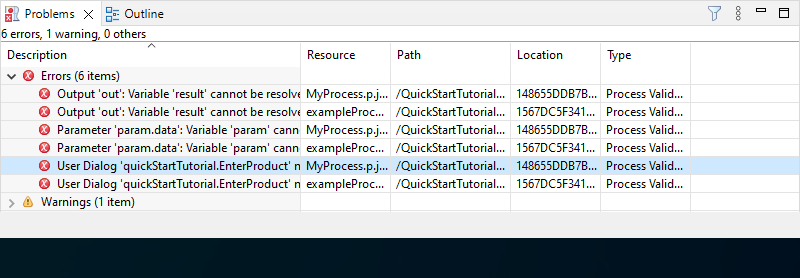 Problems Outline
6 errors, 1 warning, 0 others
Description Resource Path Location Type
Errors (6 items)
Output 'out': Variable 'result' cannot be resolve MyProcess.p.j... /QuickStartTutorial... 148655DDB7B... Process Valid...
Output 'out': Variable 'result' cannot be resolve exampleProc... /QuickStartTutorial... 1567DC5F341... Process Valid...
Parameter 'param.data': Variable 'param' canno MyProcess.p.j... /QuickStartTutorial... 148655DDB7B... Process Valid...
Parameter 'param.data': Variable 'param' canno exampleProc... /QuickStartTutorial... 1567DC5F341... Process Valid...
User Dialog 'quickStartTutorial.EnterProduct' n MyProcess.p.j... /QuickStartTutorial... 148655DDB7B... Process Valid...
User Dialog 'quickStartTutorial.EnterProduct' n exampleProc... /QuickStartTutorial... 1567DC5F341... Process Valid...
Warnings (1 item)